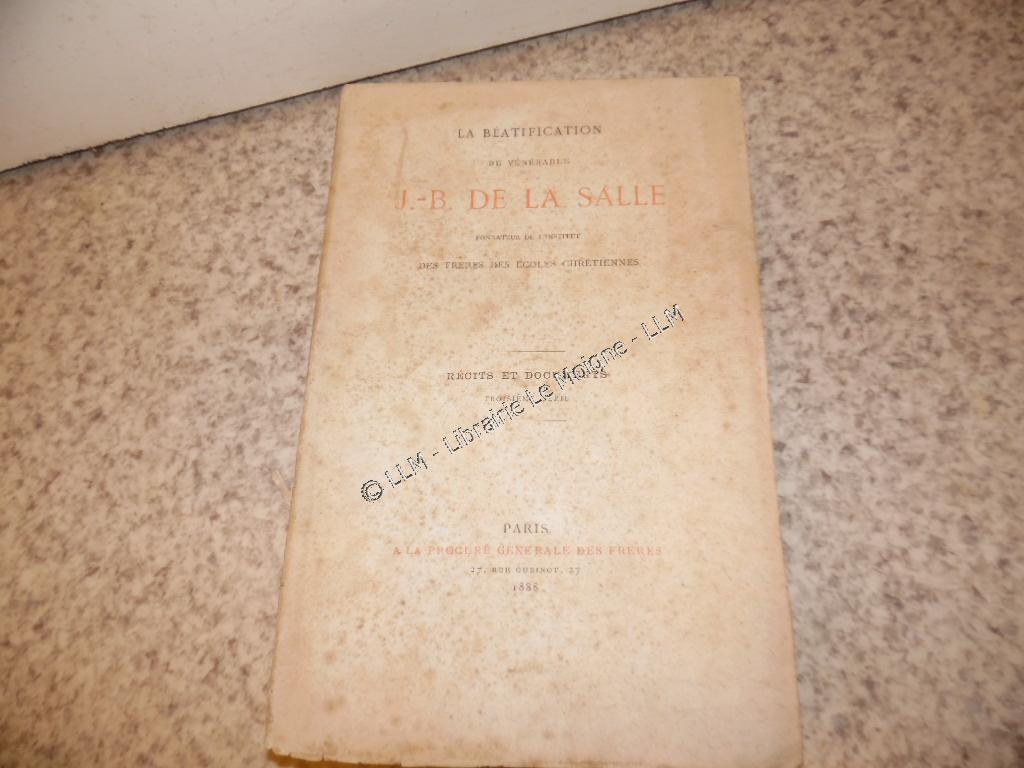 LA BÉATIFICATION
DU VÉNÉRABLE
J.-B. DE LA SALLE
FONDATEUR DE L'INSTITUT
DES FRÈRES DES ÉCOLES CHRÉTIENNES
RÉCITS ET DOCUMENTS
TROISIÈME
PARIS
A LA PROCURE GÉNÉRALE DES FRÈRES
27, RUE OUDINOT, 27
1888
© LLM - Librairie Le Moigne - LLM